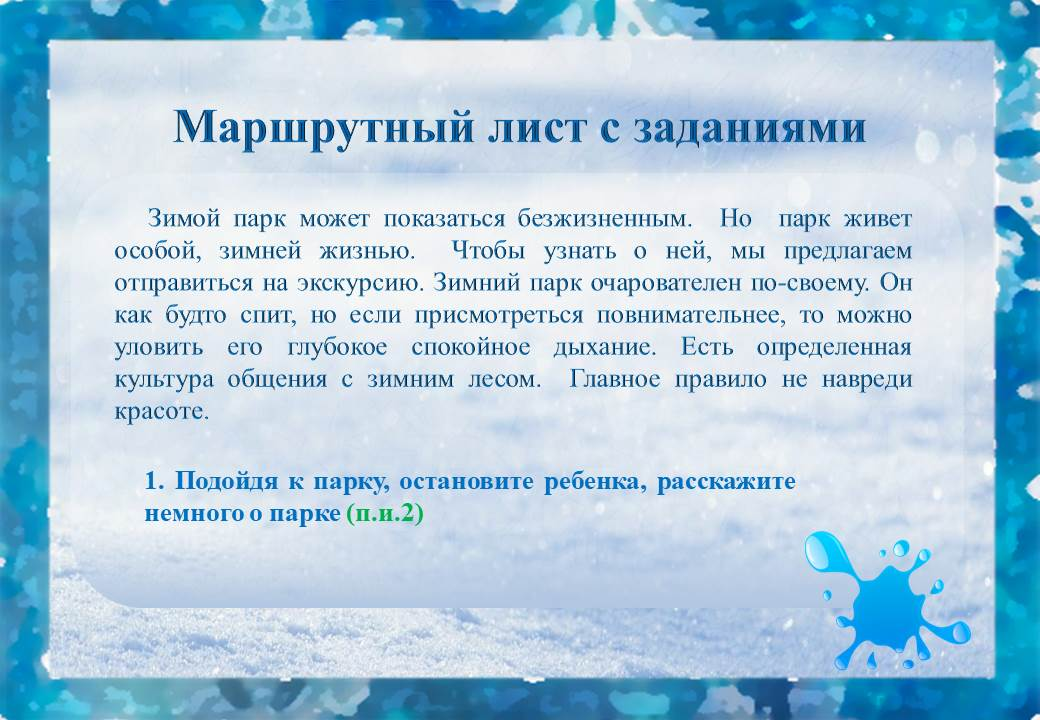 Маршрутный лист с заданиями
Зимой парк может показаться безжизненным. Но парк живет
особой, зимней жизнью. Чтобы узнать о ней, мы предлагаем
отправиться на экскурсию. Зимний парк очарователен по-своему. Он
как будто спит, но если присмотреться повнимательнее, то можно
уловить его глубокое спокойное дыхание. Есть определенная
культура общения с зимним лесом. Главное правило не навреди
красоте.
1. Подойдя к парку, остановите ребенка, расскажите
немного о парке (п.и.2)